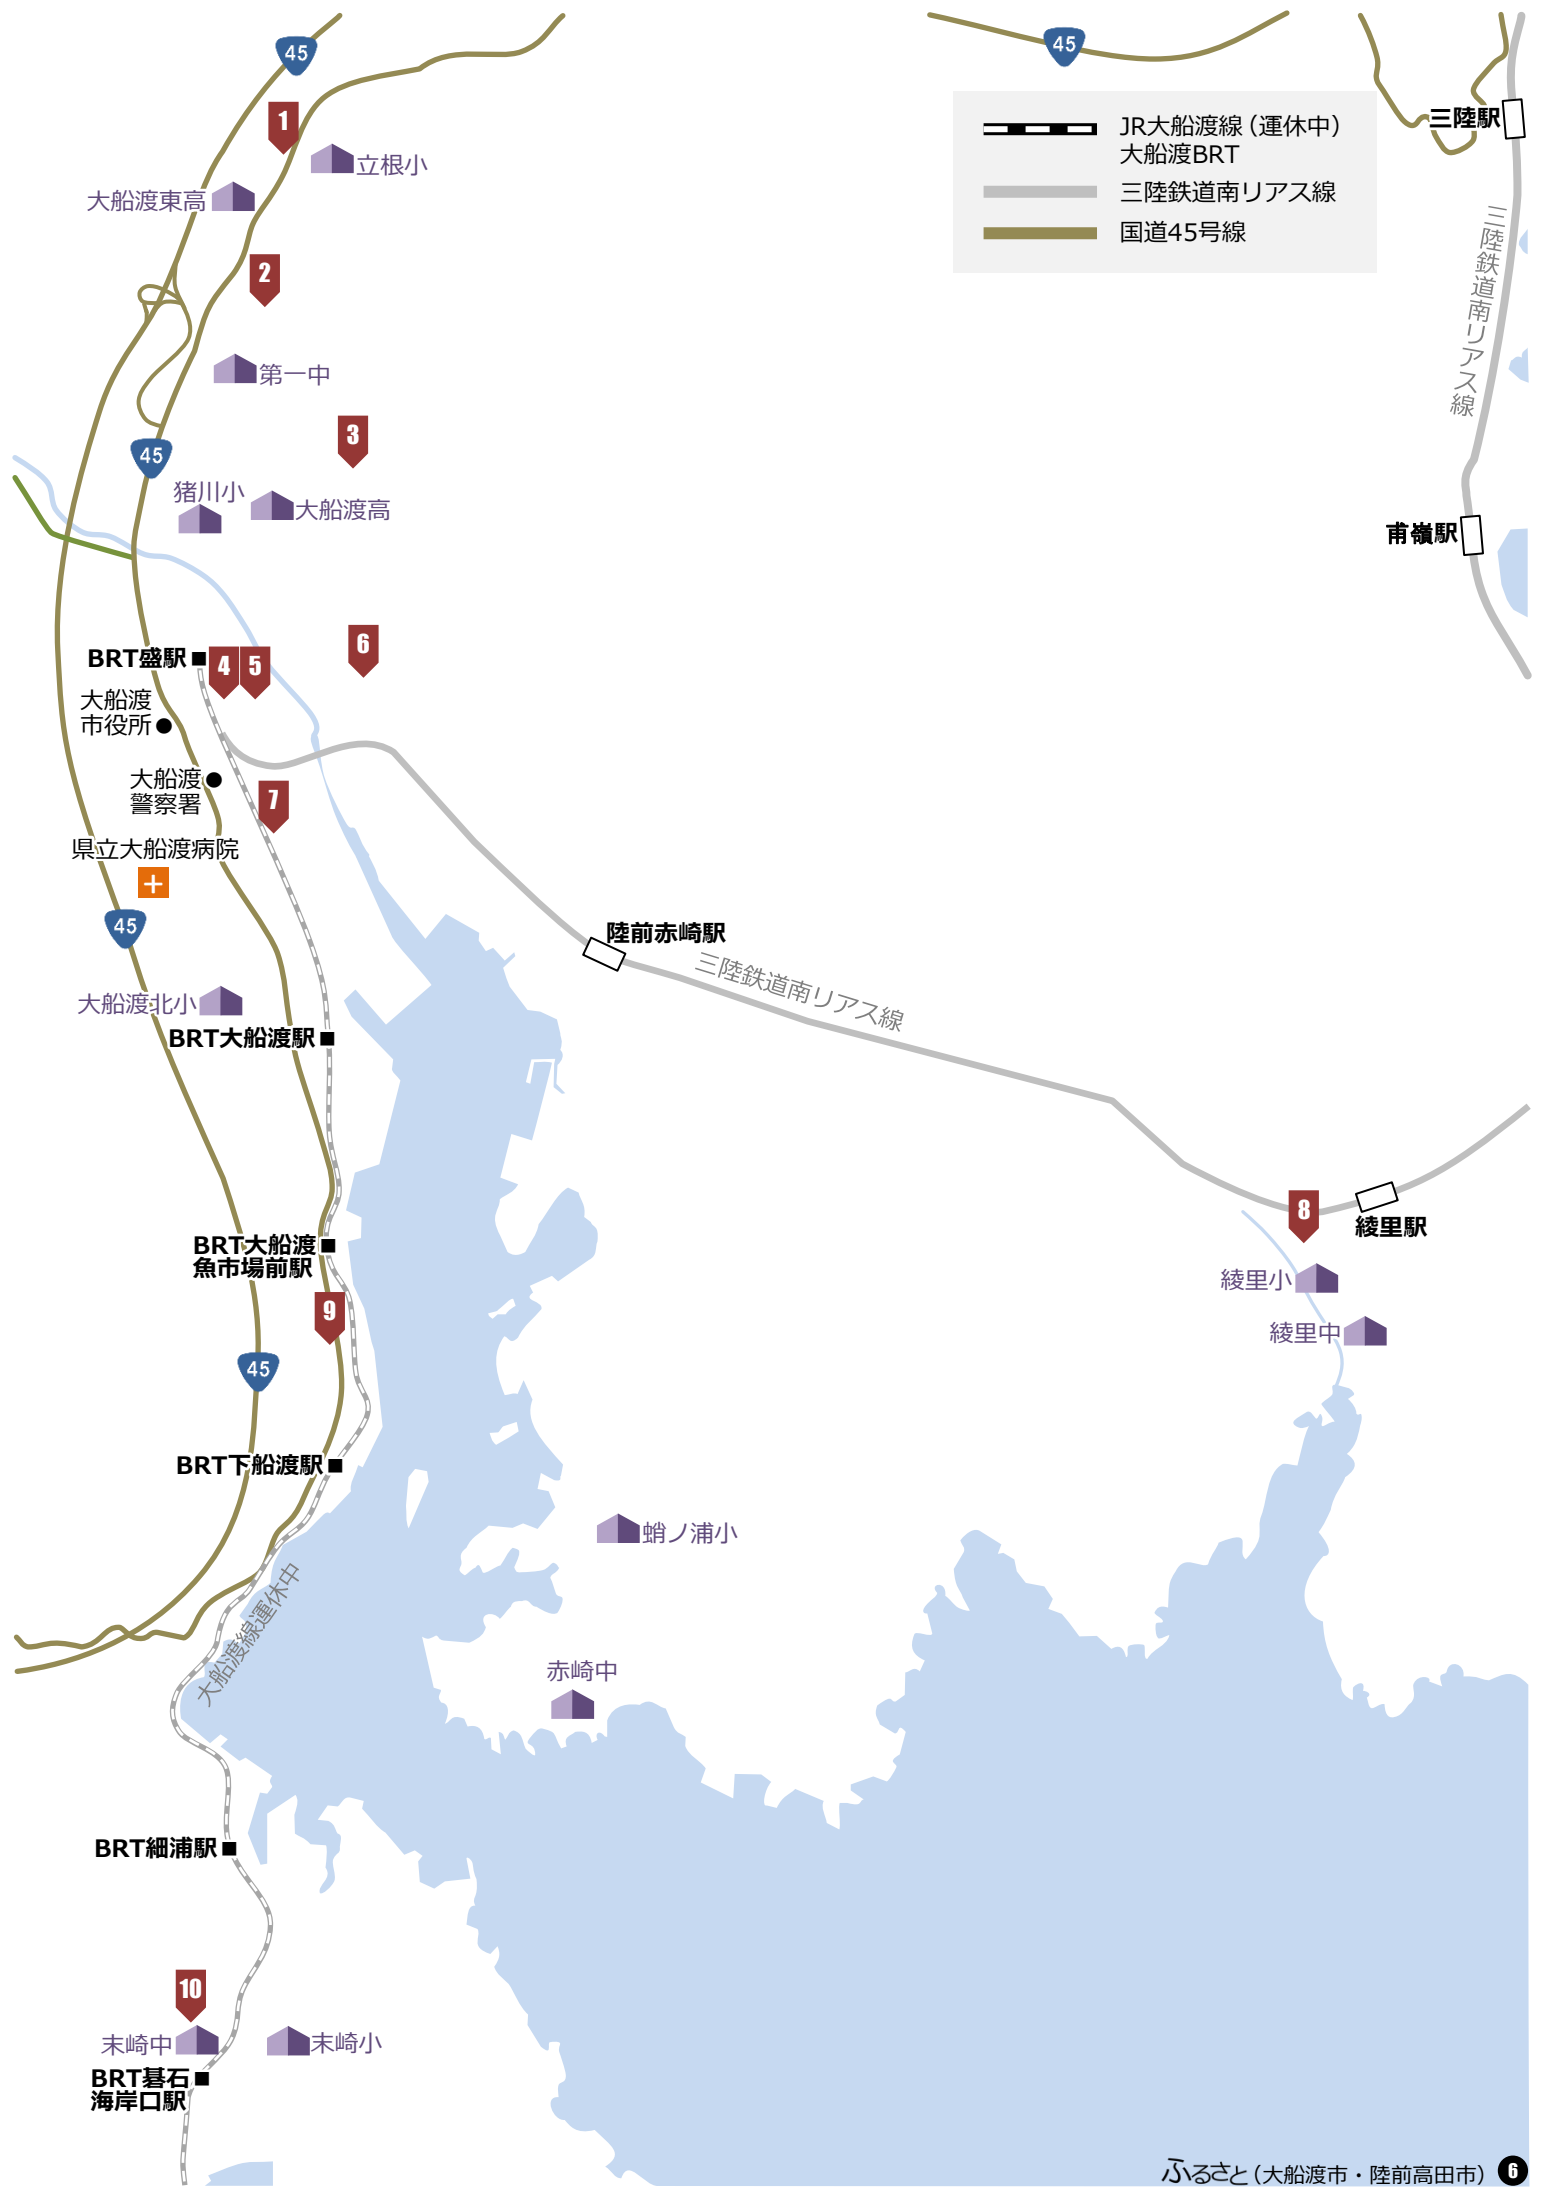 45
45
1
立根小
大船渡東高
JR大船渡線（運休中）
大船渡BRT
三陸鉄道南リアス線
国道45号線
三陸駅
三陸鉄道南リアス線
2
第一中
3
45
猪川小
大船渡高
甫嶺駅
6
BRT盛駅
4
5
大船渡
市役所
大船渡
警察署
7
県立大船渡病院
45
陸前赤崎駅
三陸鉄道南リアス線
大船渡北小
BRT大船渡駅
8
綾里駅
BRT大船渡
魚市場前駅
綾里小
9
綾里中
45
BRT下船渡駅
蛸ノ浦小
大船渡線運休中
赤崎中
BRT細浦駅
10
末崎中
末崎小
BRT碁石
海岸口駅
ふるさと（大船渡市・陸前高田市） 6